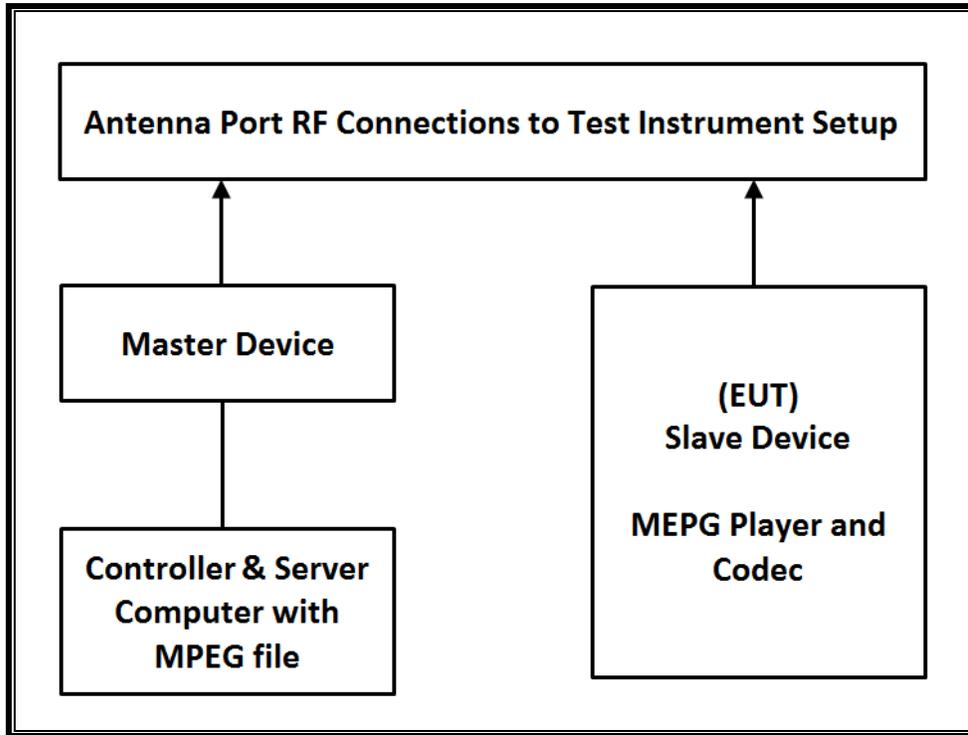 Antenna Port RF Connections to Test Instrument Setup
Master Device
Controller & Server
Computer with
MPEG file
(EUT)
Slave Device
MEPG Player and
Codec